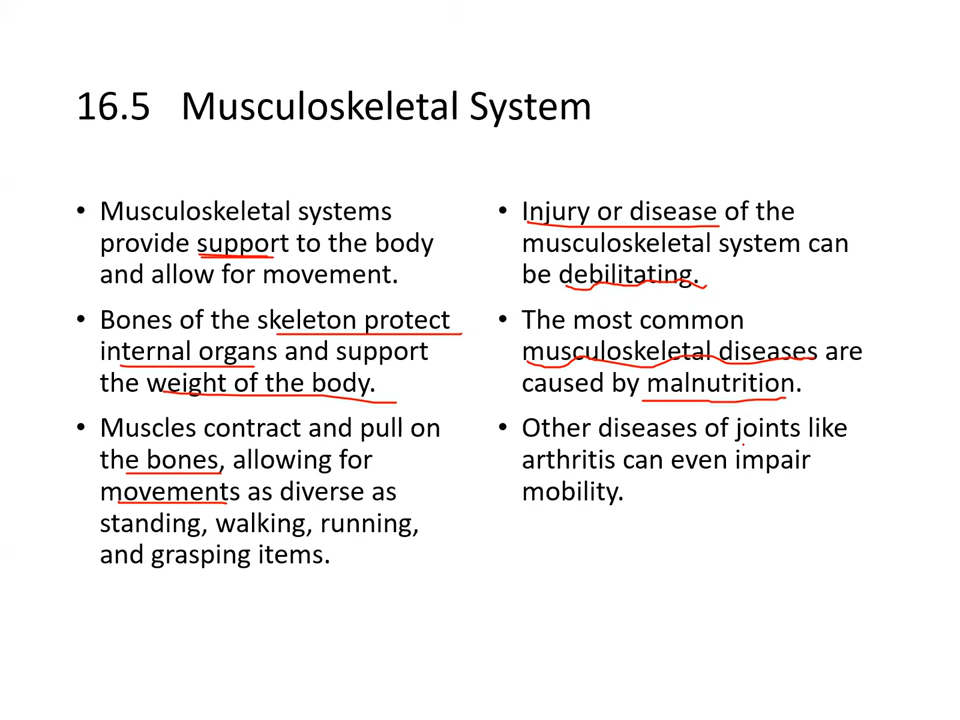 16.5 Musculoskeletal System
• Musculoskeletal systems
provide support to the body
and allow for movement.
• Bones of the skeleton protect
internal organs and support
the weight of the body.
• Muscles contract and pull on
the bones, allowing for
movements as diverse as
standing, walking, running,
and grasping items.
• Injury or disease of the
musculoskeletal system can
be debilitating.
• The most common
musculoskeletal diseases are
caused by malnutrition.
• Other diseases of joints like
arthritis can even impair
mobility.